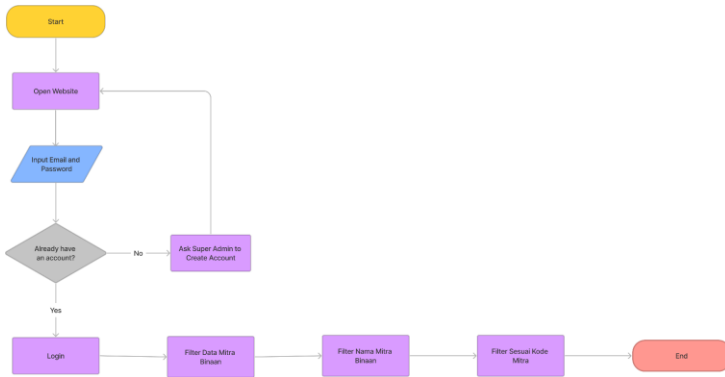 Start
Open Website
Input Email and
Password
Already have
an account?
No
Ask Super Admin to
Create Account
Yes
Login
Filter Data Mitra
Binaan
Filter Nama Mitra
Binaan
Filter Sesuai Kode
Mitra
End